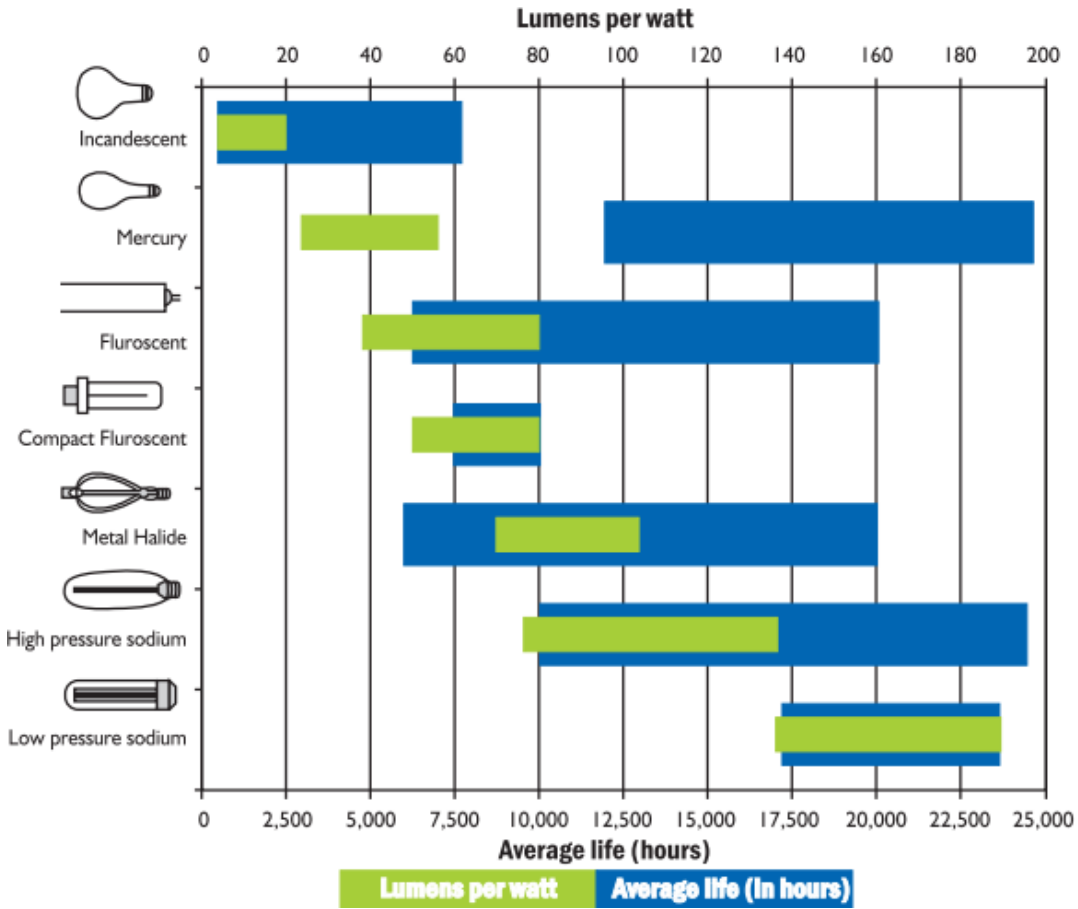 Lumens per watt
0 20 40 60 80 100 120 140 160 180 200
Incandescent
Mercury
Fluroscent
Compact Fluroscent
Metal Halide
High pressure sodium
Low pressure sodium
0 2,500 5,000 7,500 10,000 12,500 15,000 17,500 20,000 22,500 25,000
Average life (hours)
Lumens per watt Average life (In hours)